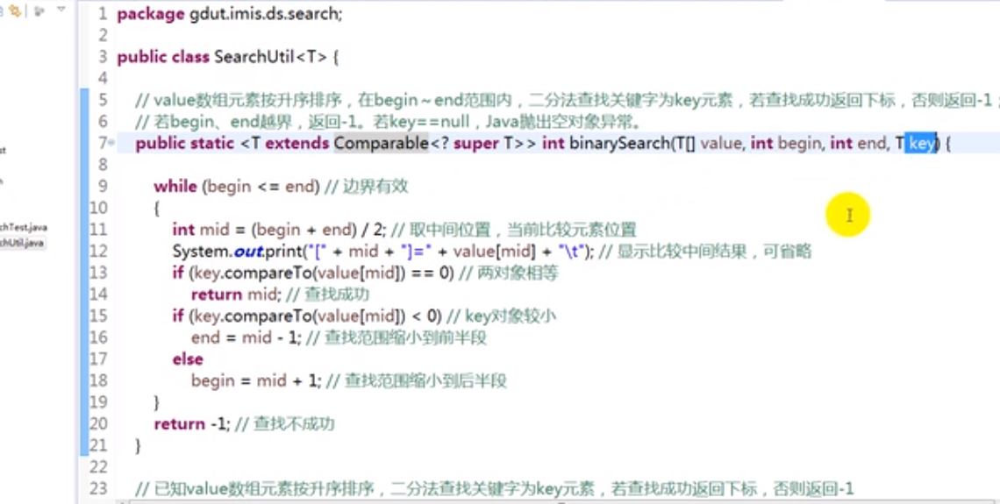 1 package gdut.imis.ds.search;
2
3 public class SearchUtil<T> {
4
5 // value数组元素按升序排序，在begin～end范围内，二分法查找关键字为key元素，若查找成功返回下标，否则返回-1；
6 // 若begin、end越界，返回-1。若key==null，Java抛出空对象异常。
7 public static <T extends Comparable<? super T>> int binarySearch(T[] value, int begin, int end, T key) {
8
9 while (begin <= end) // 边界有效
10 {
11 int mid = (begin + end) / 2; // 取中间位置，当前比较元素位置
12 System.out.print("[" + mid + "]=" + value[mid] + "\t"); // 显示比较中间结果，可省略
13 if (key.compareTo(value[mid]) == 0) // 两对象相等
14 return mid; // 查找成功
15 if (key.compareTo(value[mid]) < 0) // key对象较小
16 end = mid - 1; // 查找范围缩小到前半段
17 else
18 begin = mid + 1; // 查找范围缩小到后半段
19 }
20 return -1; // 查找不成功
21 }
22
23 // 已知value数组元素按升序排序，二分法查找关键字为key元素，若查找成功返回下标，否则返回-1
chTest.java
chUtil.java